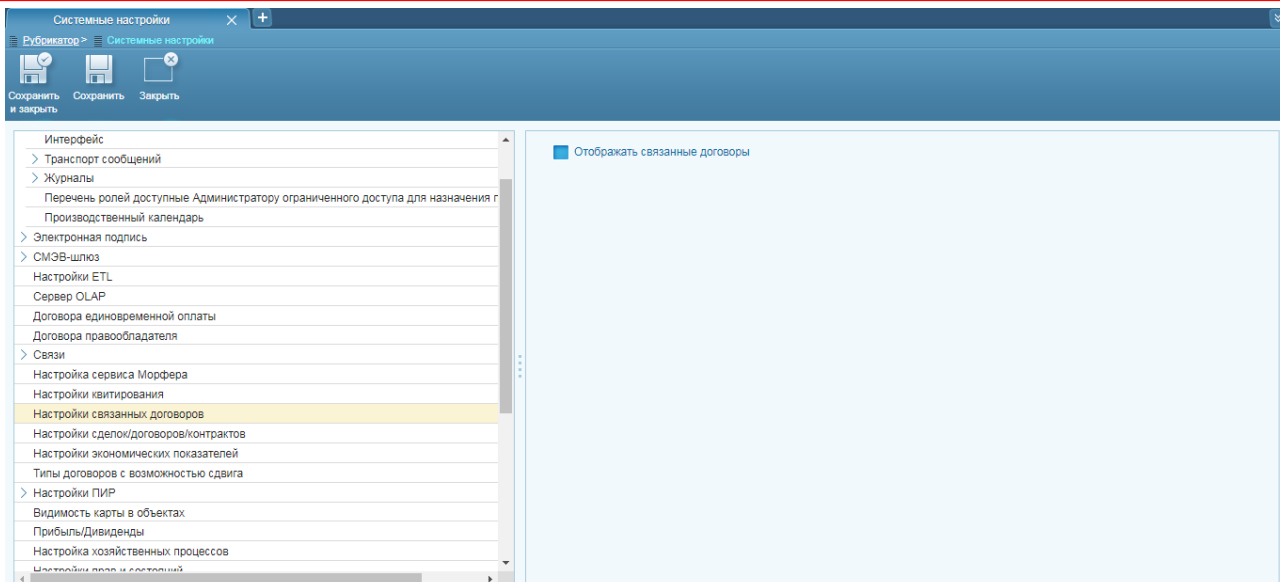 Системные настройки
Рубрикатор > Системные настройки
Сохранить и закрыть
Сохранить
Закрыть
Интерфейс
Транспорт сообщений
Журналы
Перечень ролей доступные Администратору ограниченного доступа для назначения
Производственный календарь
Электронная подпись
СМЭВ-шлюз
Настройки ETL
Сервер OLAP
Договора единовременной оплаты
Договора правообладателя
Связи
Настройка сервиса Морфера
Настройки квитирования
Настройки связанных договоров
Настройки сделок/договоров/контрактов
Настройки экономических показателей
Типы договоров с возможностью сдвига
Настройки ПИР
Видимость карты в объектах
Прибыль/Дивиденды
Настройка хозяйственных процессов
Настройки прав и состояний
Отображать связанные договоры